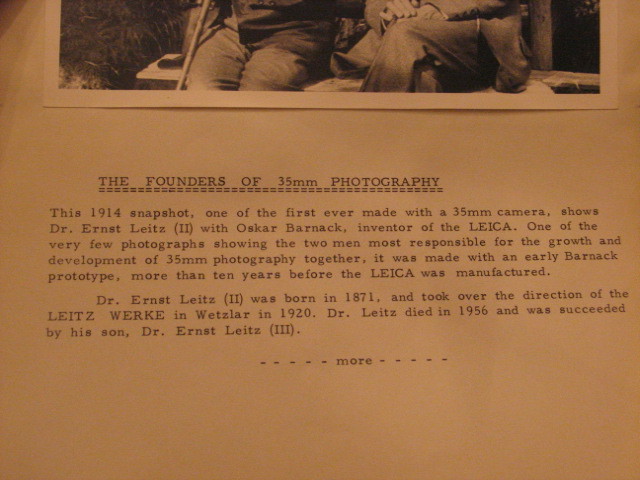 THE FOUNDERS OF 35mm PHOTOGRAPHY
This 1914 snapshot, one of the first ever made with a 35mm camera, shows
Dr. Ernst Leitz (II) with Oskar Barnack, inventor of the LEICA. One of the
very few photographs showing the two men most responsible for the growth and
development of 35mm photography together, it was made with an early Barnack
prototype, more than ten years before the LEICA was manufactured.
Dr. Ernst Leitz (II) was born in 1871, and took over the direction of the
LEITZ WERKE in Wetzlar in 1920. Dr. Leitz died in 1956 and was succeeded
by his son, Dr. Ernst Leitz (III).
- - - - - more - - - - -